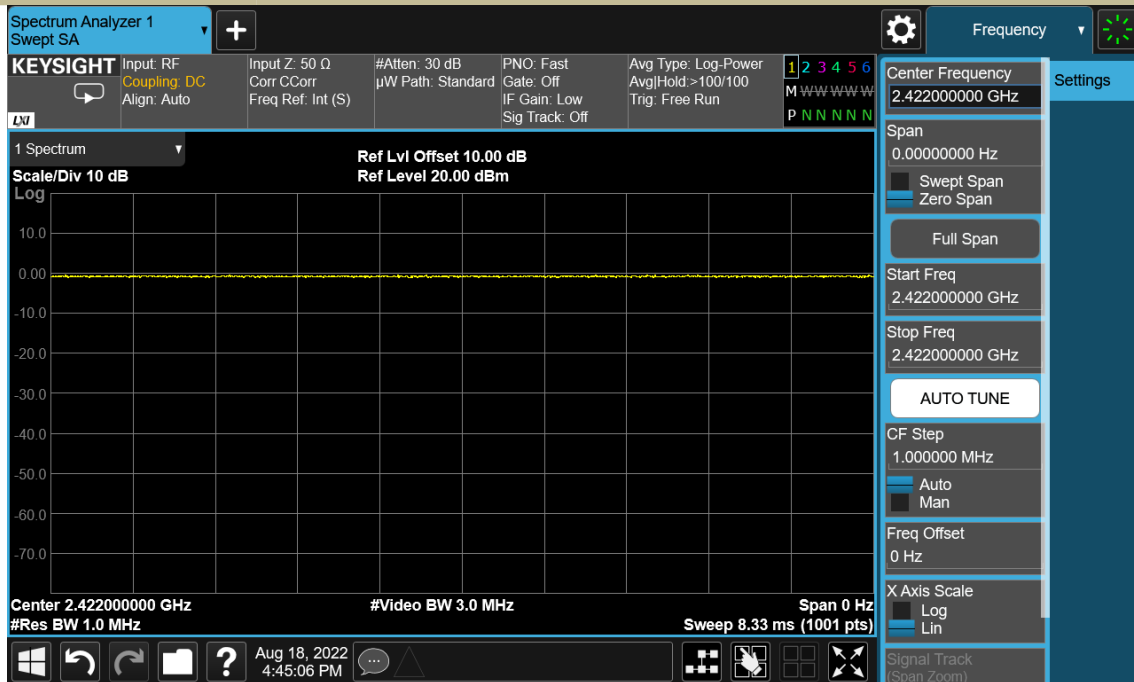 Spectrum Analyzer 1
Swept SA
Frequency
KEYSIGHT
Input: RF
Coupling: DC
Align: Auto
Input Z: 50 Ω
Corr CCorr
Freq Ref: Int (S)
#Atten: 30 dB
µW Path: Standard
PNO: Fast
Gate: Off
IF Gain: Low
Sig Track: Off
Avg Type: Log-Power
Avg|Hold:>100/100
Trig: Free Run
1 2 3 4 5 6
M W W W W W W
P N N N N N N
LXI
Center Frequency
2.422000000 GHz
Settings
Span
0.00000000 Hz
Swept Span
Zero Span
Full Span
Start Freq
2.422000000 GHz
Stop Freq
2.422000000 GHz
AUTO TUNE
CF Step
1.000000 MHz
Auto
Man
Freq Offset
0 Hz
X Axis Scale
Log
Lin
Signal Track
(Span Zoom)
1 Spectrum
Scale/Div 10 dB
Ref Lvl Offset 10.00 dB
Ref Level 20.00 dBm
Log
10.0
0.00
-10.0
-20.0
-30.0
-40.0
-50.0
-60.0
-70.0
Center 2.422000000 GHz
#Video BW 3.0 MHz
Span 0 Hz
#Res BW 1.0 MHz
Sweep 8.33 ms (1001 pts)
?
Aug 18, 2022
4:45:06 PM